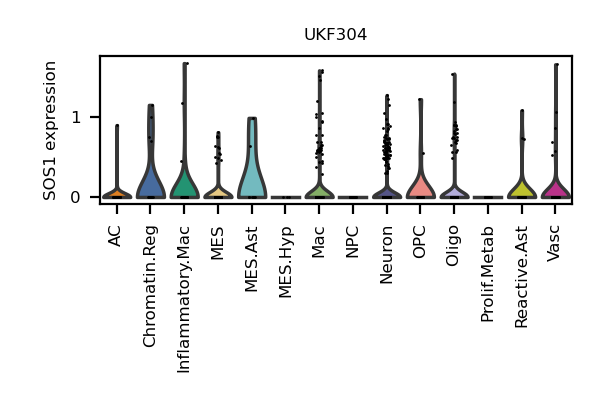 UKF304
SOS1 expression
1
0
AC
Chromatin.Reg
Inflammatory.Mac
MES
MES.Ast
MES.Hyp
Mac
NPC
Neuron
OPC
Oligo
Prolif.Metab
Reactive.Ast
Vasc